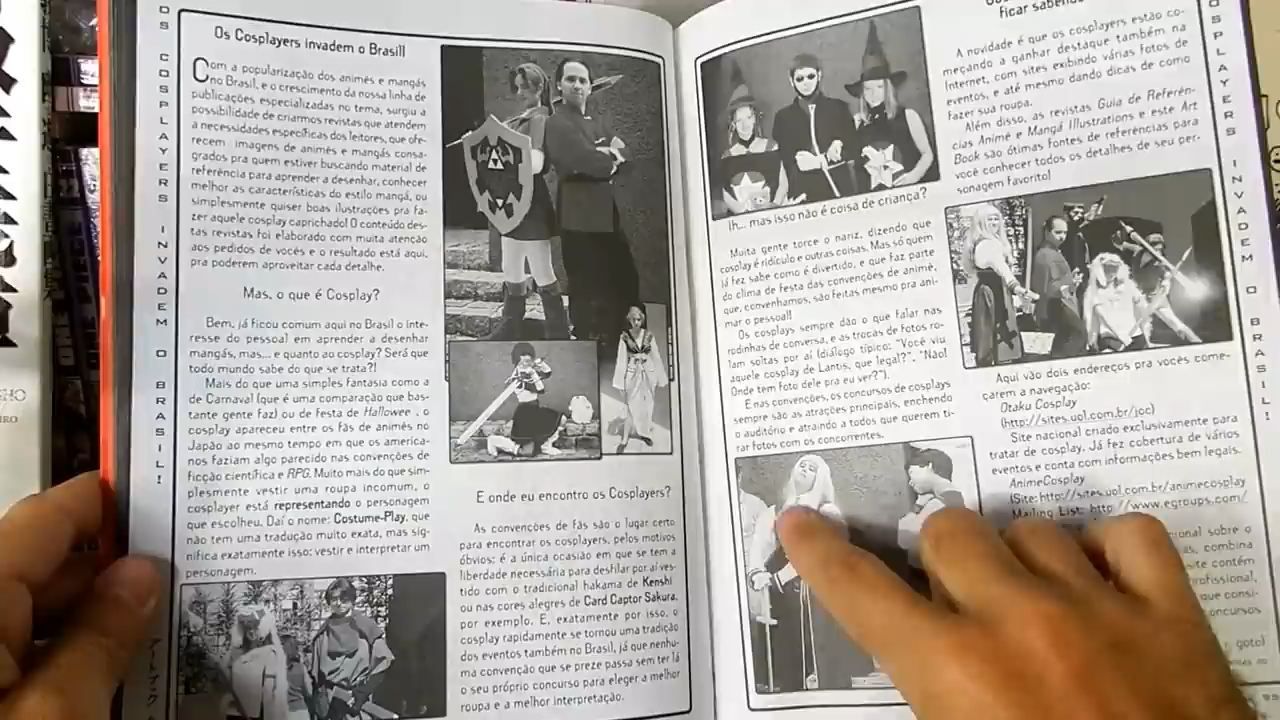 Os Cosplayers invadem o Brasil!
Com a popularização dos animês e mangás
no Brasil, e o crescimento da nossa linha de
publicações especializadas no tema, surgiu a
possibilidade de criarmos revistas que atendem
a necessidades específicas dos leitores, que ofe-
recem imagens de animês e mangás consa-
grados pra quem estiver buscando material de
referência para aprender a desenhar, conhecer
melhor as características do estilo mangá, ou
simplesmente quiser boas ilustrações pra fa-
zer aquele cosplay caprichado! O conteúdo des-
tas revistas foi elaborado com muita atenção
aos pedidos de vocês e o resultado está aqui,
pra poderem aproveitar cada detalhe.
Mas, o que é Cosplay?
Bem, já ficou comum aqui no Brasil o inte-
resse do pessoal em aprender a desenhar
mangás, mas... e quanto ao cosplay? Será que
todo mundo sabe do que se trata?!
Mais do que uma simples fantasia como a
de Carnaval (que é uma comparação que bas-
tante gente faz) ou de festa de Hallowee , o
cosplay apareceu entre os fãs de animês no
Japão ao mesmo tempo em que os america-
nos faziam algo parecido nas convenções de
ficção científica e RPG. Muito mais do que sim-
plesmente vestir uma roupa incomum, o
cosplayer está representando o personagem
que escolheu. Daí o nome: Costume-Play, que
não tem uma tradução muito exata, mas sig-
nifica exatamente isso: vestir e interpretar um
personagem.
E onde eu encontro os Cosplayers?
As convenções de fãs são o lugar certo
para encontrar os cosplayers, pelos motivos
óbvios: é a única ocasião em que se tem a
liberdade necessária para desfilar por aí ves-
tido com o tradicional hakama de Kenshi
ou nas cores alegres de Card Captor Sakura,
por exemplo. E, exatamente por isso, o
cosplay rapidamente se tornou uma tradição
dos eventos também no Brasil, já que nenhu-
ma convenção que se preze passa sem ter lá
o seu próprio concurso para eleger a melhor
roupa e a melhor interpretação.
OS COSPLAYERS INVADEM O BRASIL!
Ih... mas isso não é coisa de criança?
Muita gente torce o nariz, dizendo que
cosplay é ridículo e outras coisas. Mas só quem
já fez sabe como é divertido, e que faz parte
do clima de festa das convenções de animê,
que, convenhamos, são feitas mesmo pra ani-
mar o pessoal!
Os cosplays sempre dão o que falar nas
rodinhas de conversa, e as trocas de fotos ro-
lam soltas por aí (diálogo típico: "Você viu
aquele cosplay de Lantis, que legal?". "Não!
Onde tem foto dele pra eu ver?").
E nas convenções, os concursos de cosplays
sempre são as atrações principais, enchendo
o auditório e atraindo a todos que querem ti-
rar fotos com os concorrentes.
ficar sabendo
A novidade é que os cosplayers estão co-
meçando a ganhar destaque também na
Internet, com sites exibindo várias fotos de
eventos, e até mesmo dando dicas de como
fazer sua roupa.
Além disso, as revistas Guia de Referên-
cias Animê e Mangá Illustrations e este Art
Book são ótimas fontes de referências para
você conhecer todos os detalhes de seu per-
sonagem favorito!
Aqui vão dois endereços pra vocês come-
çarem a navegação:
Otaku Cosplay
(http://sites.uol.com.br/joc)
Site nacional criado exclusivamente para
tratar de cosplay. Já fez cobertura de vários
eventos e conta com informações bem legais.
AnimeCosplay
(Site: http://sites.uol.com.br/animecosplay
Mailing List: http://www.egroups.com/
sobre o
combina
site contém
rofissional,
que consi-
concursos
OSPLAYERS INVADEM O BRASIL!